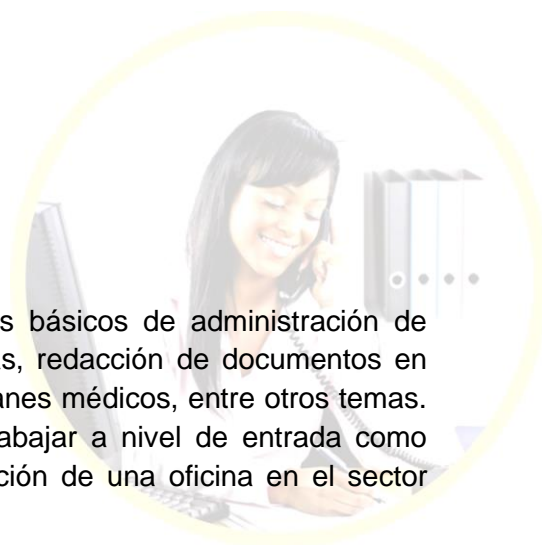 s básicos de administración de
as, redacción de documentos en
anes médicos, entre otros temas.
abajar a nivel de entrada como
ción de una oficina en el sector